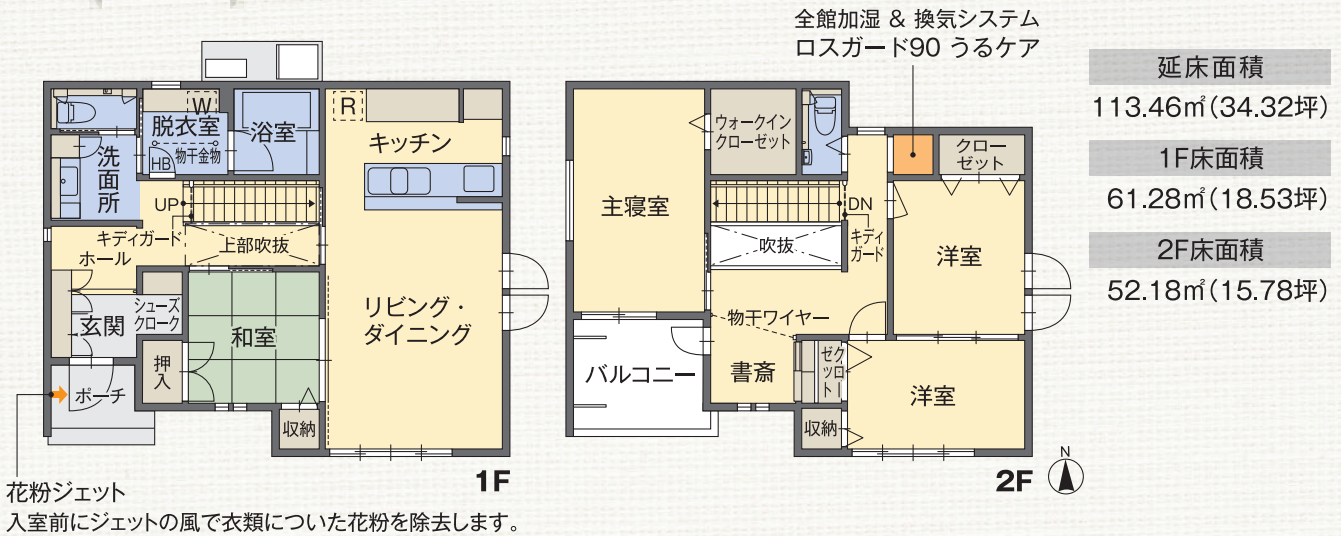 全館加湿 & 換気システム
ロスガード90 うるケア
延床面積
113.46㎡(34.32坪)
1F床面積
61.28㎡(18.53坪)
2F床面積
52.18㎡(15.78坪)
W
脱衣室
物干金物
HB
浴室
洗面所
R
キッチン
UP
キディガード
ホール
上部吹抜
シューズ
クローク
玄関
和室
押入
リビング・
ダイニング
ポーチ
収納
1F
花粉ジェット
入室前にジェットの風で衣類についた花粉を除去します。
ウォークイン
クローゼット
クロー
ゼット
主寝室
DN
キディ
ガード
吹抜
洋室
物干ワイヤー
バルコニー
書斎
クロー
ゼット
洋室
収納
2F
N